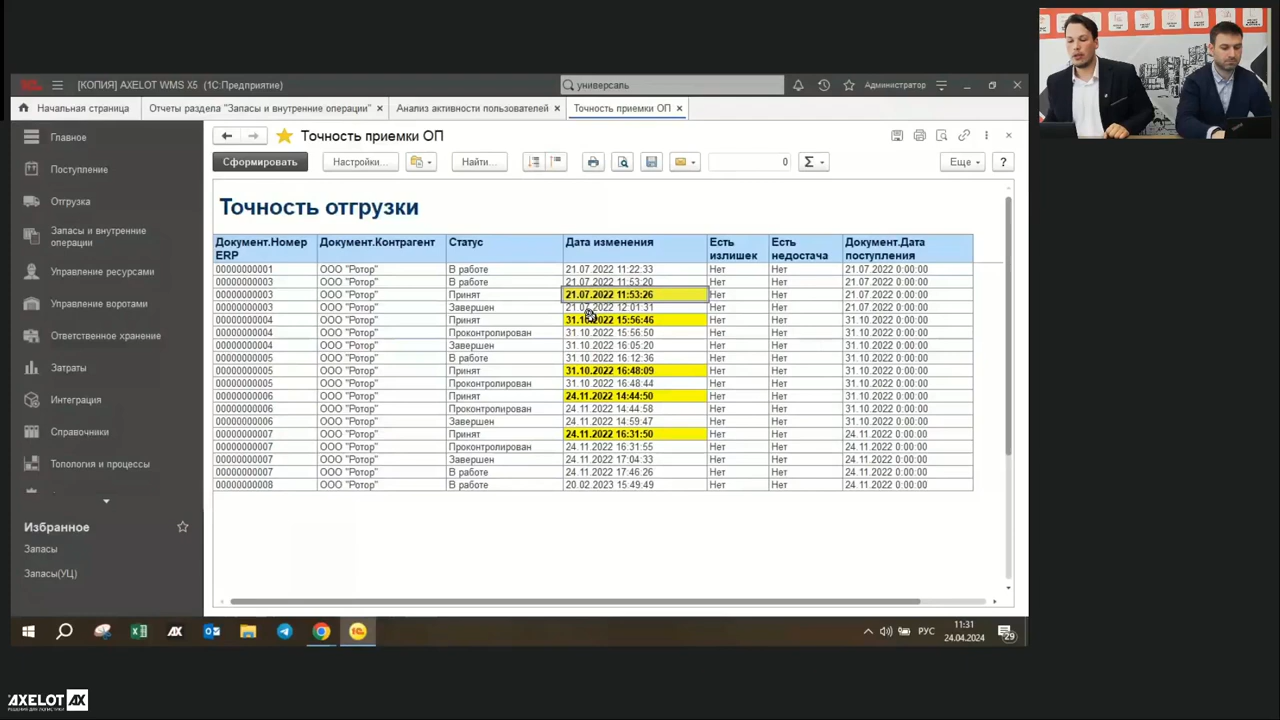 [КОПИЯ] AXELOT WMS X5 (1С:Предприятие)
универсаль
Администратор
Начальная страница
Отчеты раздела "Запасы и внутренние операции" ×
Анализ активности пользователей ×
Точность приемки ОП ×
Главное
Поступление
Отгрузка
Запасы и внутренние операции
Управление ресурсами
Управление воротами
Ответственное хранение
Затраты
Интеграция
Справочники
Топология и процессы
Избранное
Запасы
Запасы(УЦ)
Точность приемки ОП
Сформировать Настройки... Найти... 0 Σ Еще ?
Точность отгрузки
Документ.Номер ERP Документ.Контрагент Статус Дата изменения Есть излишек Есть недостача Документ.Дата поступления
00000000001 ООО "Ротор" В работе 21.07.2022 11:22:33 Нет Нет 21.07.2022 0:00:00
00000000003 ООО "Ротор" В работе 21.07.2022 11:53:20 Нет Нет 21.07.2022 0:00:00
00000000003 ООО "Ротор" Принят 21.07.2022 11:53:26 Нет Нет 21.07.2022 0:00:00
00000000003 ООО "Ротор" Завершен 21.07.2022 12:01:31 Нет Нет 21.07.2022 0:00:00
00000000004 ООО "Ротор" Принят 31.10.2022 15:56:46 Нет Нет 31.10.2022 0:00:00
00000000004 ООО "Ротор" Проконтролирован 31.10.2022 15:56:50 Нет Нет 31.10.2022 0:00:00
00000000004 ООО "Ротор" Завершен 31.10.2022 16:05:20 Нет Нет 31.10.2022 0:00:00
00000000005 ООО "Ротор" В работе 31.10.2022 16:12:36 Нет Нет 31.10.2022 0:00:00
00000000005 ООО "Ротор" Принят 31.10.2022 16:48:09 Нет Нет 31.10.2022 0:00:00
00000000005 ООО "Ротор" Проконтролирован 31.10.2022 16:48:44 Нет Нет 31.10.2022 0:00:00
00000000006 ООО "Ротор" Принят 24.11.2022 14:44:50 Нет Нет 31.10.2022 0:00:00
00000000006 ООО "Ротор" Проконтролирован 24.11.2022 14:44:58 Нет Нет 31.10.2022 0:00:00
00000000006 ООО "Ротор" Завершен 24.11.2022 14:59:47 Нет Нет 31.10.2022 0:00:00
00000000007 ООО "Ротор" Принят 24.11.2022 16:31:50 Нет Нет 24.11.2022 0:00:00
00000000007 ООО "Ротор" Проконтролирован 24.11.2022 16:31:55 Нет Нет 24.11.2022 0:00:00
00000000007 ООО "Ротор" Завершен 24.11.2022 17:04:33 Нет Нет 24.11.2022 0:00:00
00000000007 ООО "Ротор" В работе 24.11.2022 17:46:26 Нет Нет 24.11.2022 0:00:00
00000000008 ООО "Ротор" В работе 20.02.2023 15:49:49 Нет Нет 24.11.2022 0:00:00
РУС
11:31
24.04.2024
29
AXELOT AX